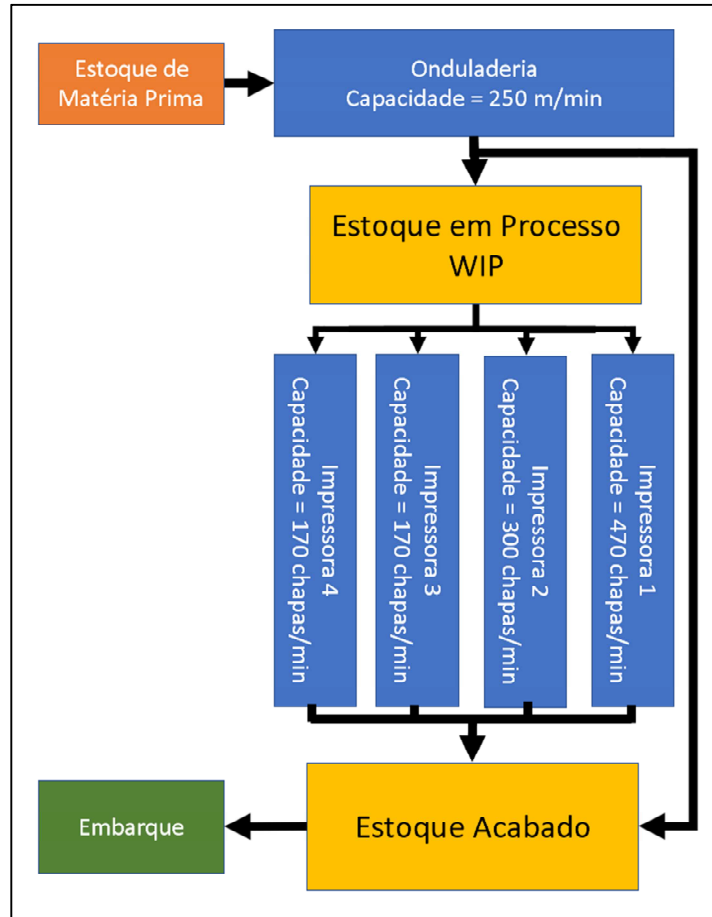 Estoque de
Matéria Prima
Onduladeria
Capacidade = 250 m/min
Estoque em Processo
WIP
Impressora 4
Capacidade = 170 chapas/min
Impressora 3
Capacidade = 170 chapas/min
Impressora 2
Capacidade = 300 chapas/min
Impressora 1
Capacidade = 470 chapas/min
Embarque
Estoque Acabado